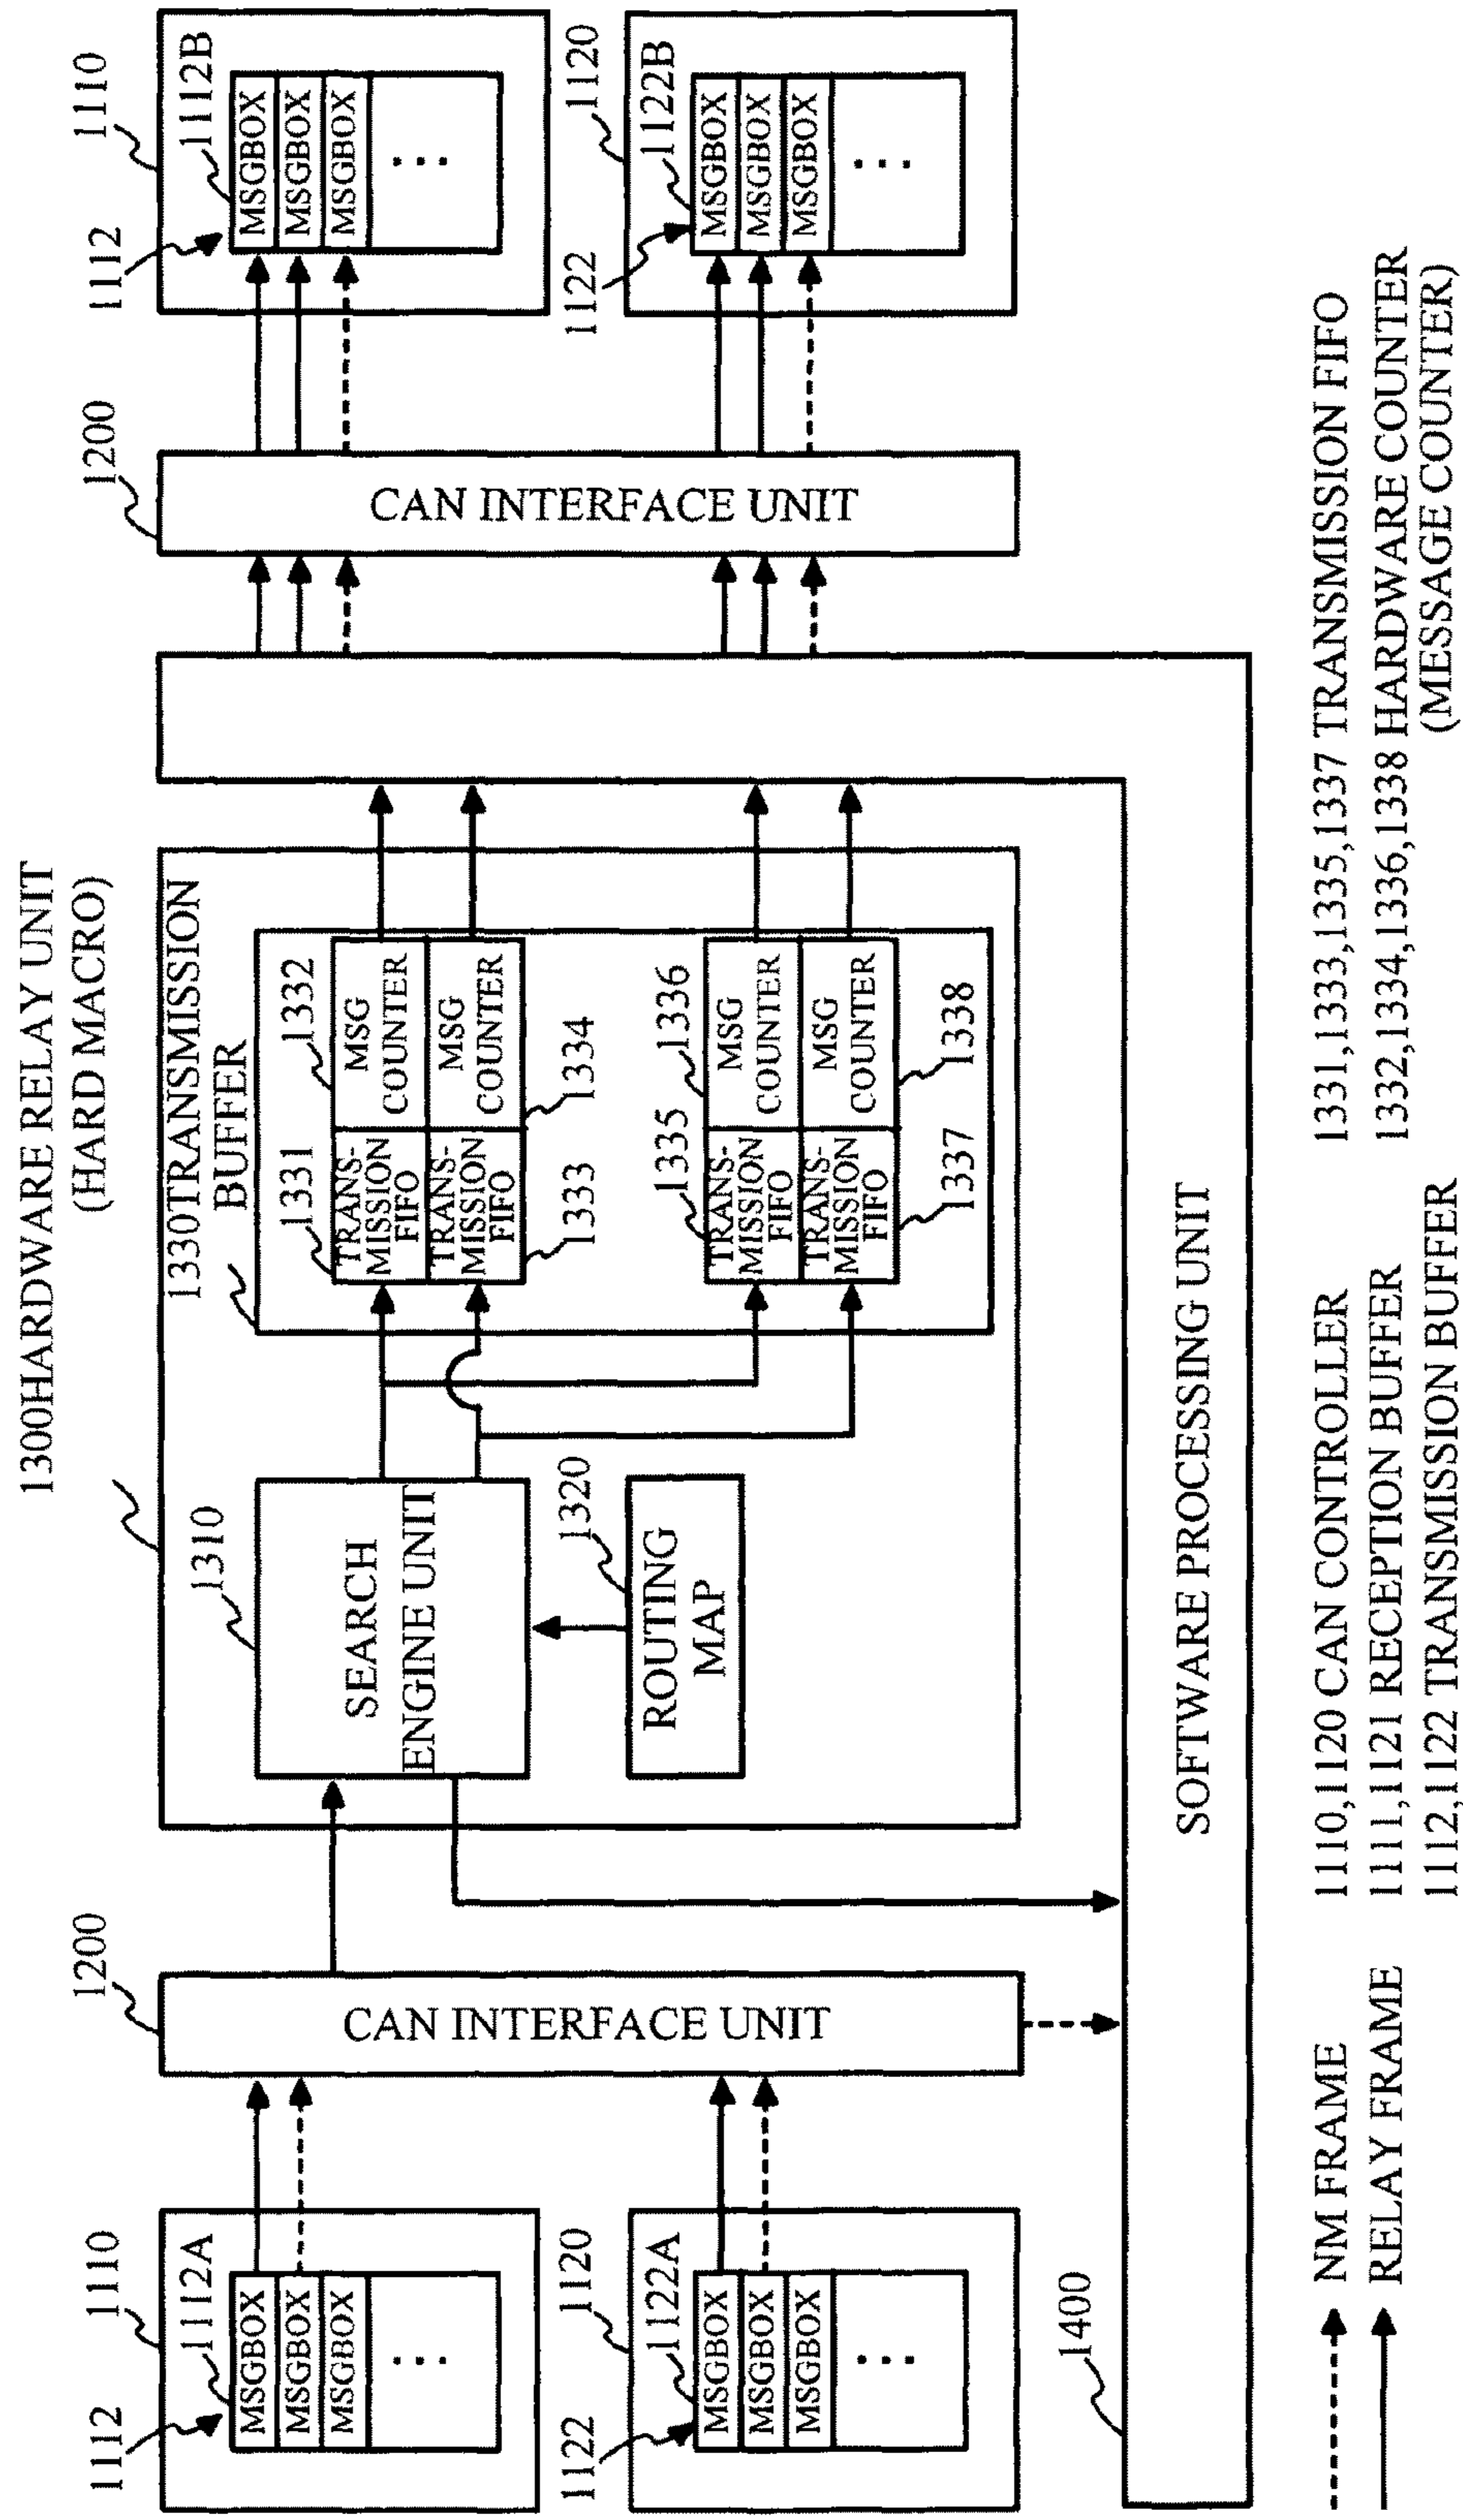 1300HARDWARE RELAY UNIT
(HARD MACRO)
1110
1112
1112A
MSGBOX
MSGBOX
MSGBOX
1120
1122
1122A
MSGBOX
MSGBOX
MSGBOX
1200
CAN INTERFACE UNIT
1310
SEARCH
ENGINE UNIT
1320
ROUTING
MAP
1330TRANSMISSION
BUFFER
1331
TRANS-
MISSION
FIFO
1332
MSG
COUNTER
TRANS-
MISSION
FIFO
1333
MSG
COUNTER
1334
1335
TRANS-
MISSION
FIFO
1336
MSG
COUNTER
TRANS-
MISSION
FIFO
1337
MSG
COUNTER
1338
1200
CAN INTERFACE UNIT
1110
1112
1112B
MSGBOX
MSGBOX
MSGBOX
1120
1122
1122B
MSGBOX
MSGBOX
MSGBOX
1400
SOFTWARE PROCESSING UNIT
NM FRAME
RELAY FRAME
1110,1120 CAN CONTROLLER
1111,1121 RECEPTION BUFFER
1112,1122 TRANSMISSION BUFFER
1331,1333,1335,1337 TRANSMISSION FIFO
1332,1334,1336,1338 HARDWARE COUNTER
(MESSAGE COUNTER)